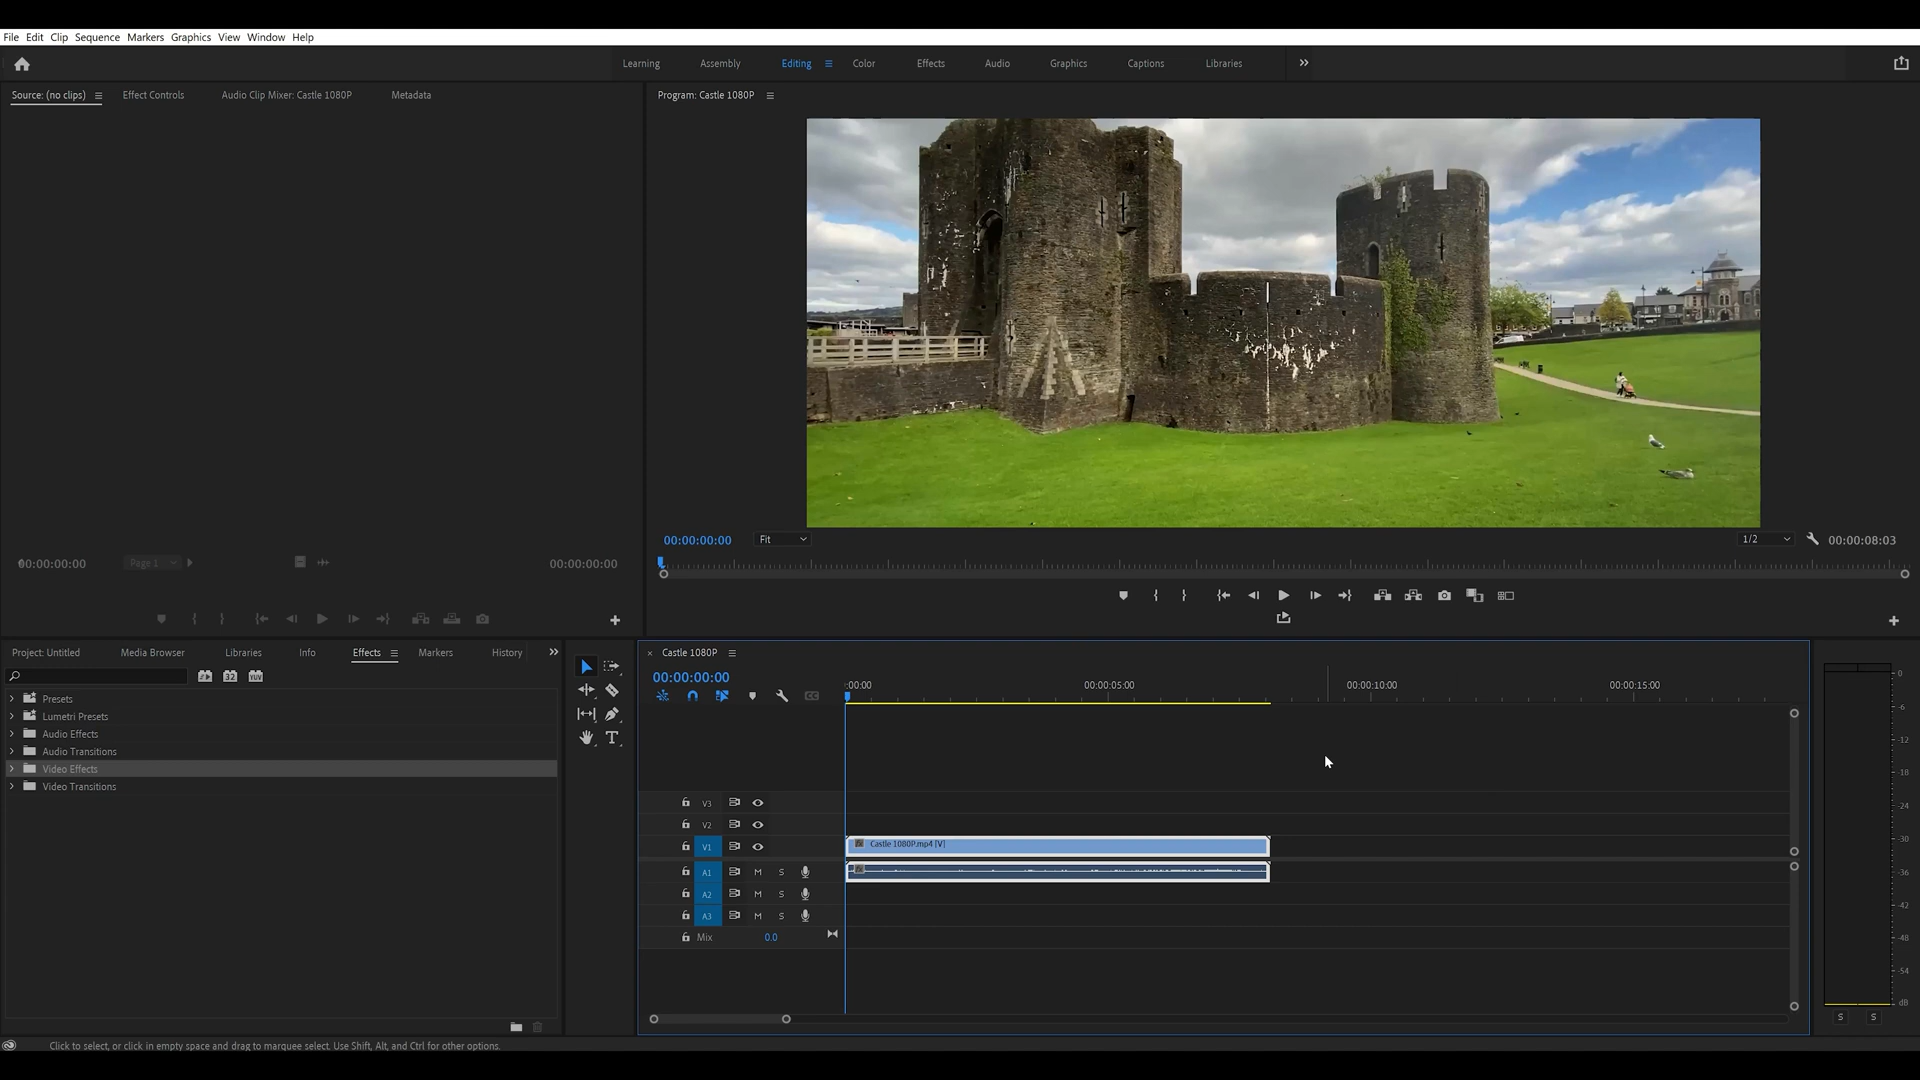 File Edit Clip Sequence Markers Graphics View Window Help
Learning Assembly Editing Color Effects Audio Graphics Captions Libraries
Source: (no clips) Effect Controls Audio Clip Mixer: Castle 1080P Metadata
Program: Castle 1080P
00:00:00:00 Fit 1/2 00:00:08:03
00:00:00:00 Page 1 00:00:00:00
Project: Untitled Media Browser Libraries Info Effects Markers History
32 YUV
Presets
Lumetri Presets
Audio Effects
Audio Transitions
Video Effects
Video Transitions
× Castle 1080P
00:00:00:00
:00:00 00:00:05:00 00:00:10:00 00:00:15:00
V3
V2
V1 Castle 1080P.mp4 [V]
A1 M S
A2 M S
A3 M S
Mix 0.0
0
-6
-12
-18
-24
-30
-36
-42
-48
-54
dB
S S
Click to select, or click in empty space and drag to marquee select. Use Shift, Alt, and Ctrl for other options.